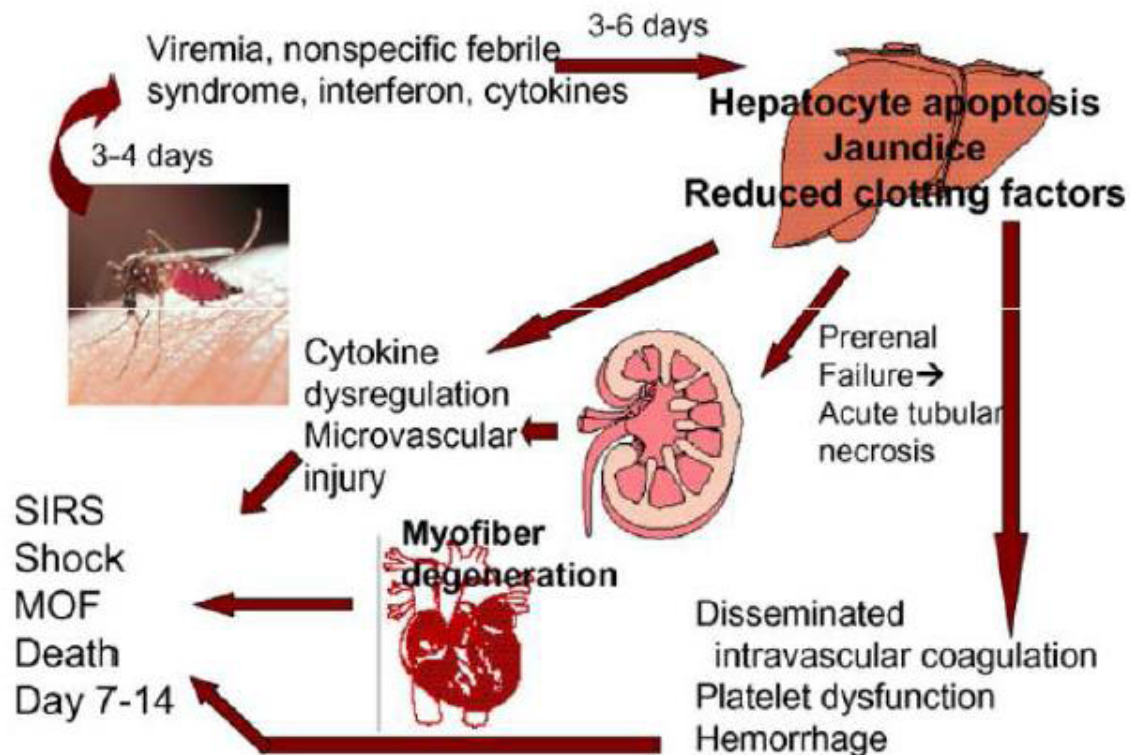 Viremia, nonspecific febrile
syndrome, interferon, cytokines
3-6 days
Hepatocyte apoptosis
Jaundice
Reduced clotting factors
3-4 days
Cytokine
dysregulation
Microvascular
injury
Prerenal
Failure→
Acute tubular
necrosis
SIRS
Shock
MOF
Death
Day 7-14
Myofiber
degeneration
Disseminated
intravascular coagulation
Platelet dysfunction
Hemorrhage